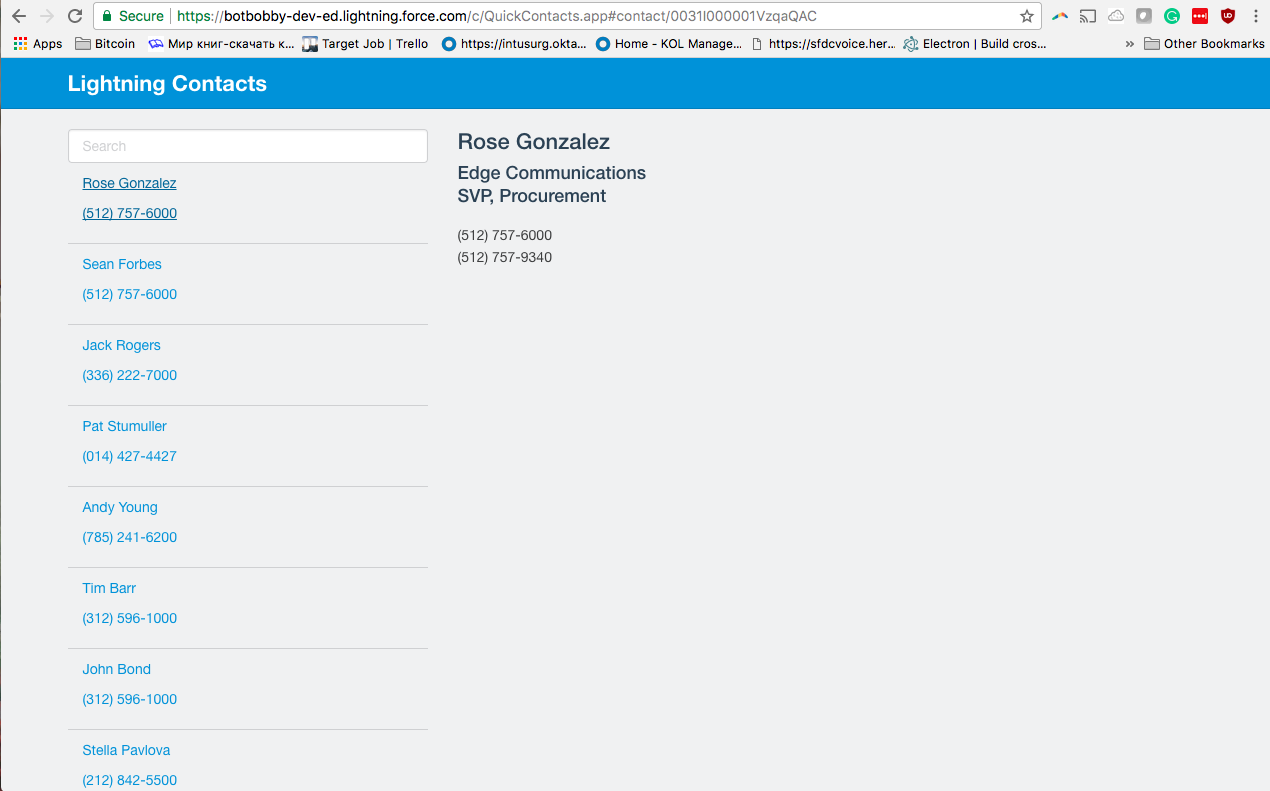 Secure https://botbobby-dev-ed.lightning.force.com/c/QuickContacts.app#contact/0031I000001VzqaQAC
Apps Bitcoin Мир книг-скачать к... Target Job | Trello https://intusurg.okta... Home - KOL Manage... https://sfdcvoice.her... Electron | Build cros... » Other Bookmarks
Lightning Contacts
Search
Rose Gonzalez
(512) 757-6000
Sean Forbes
(512) 757-6000
Jack Rogers
(336) 222-7000
Pat Stumuller
(014) 427-4427
Andy Young
(785) 241-6200
Tim Barr
(312) 596-1000
John Bond
(312) 596-1000
Stella Pavlova
(212) 842-5500
Rose Gonzalez
Edge Communications
SVP, Procurement
(512) 757-6000
(512) 757-9340